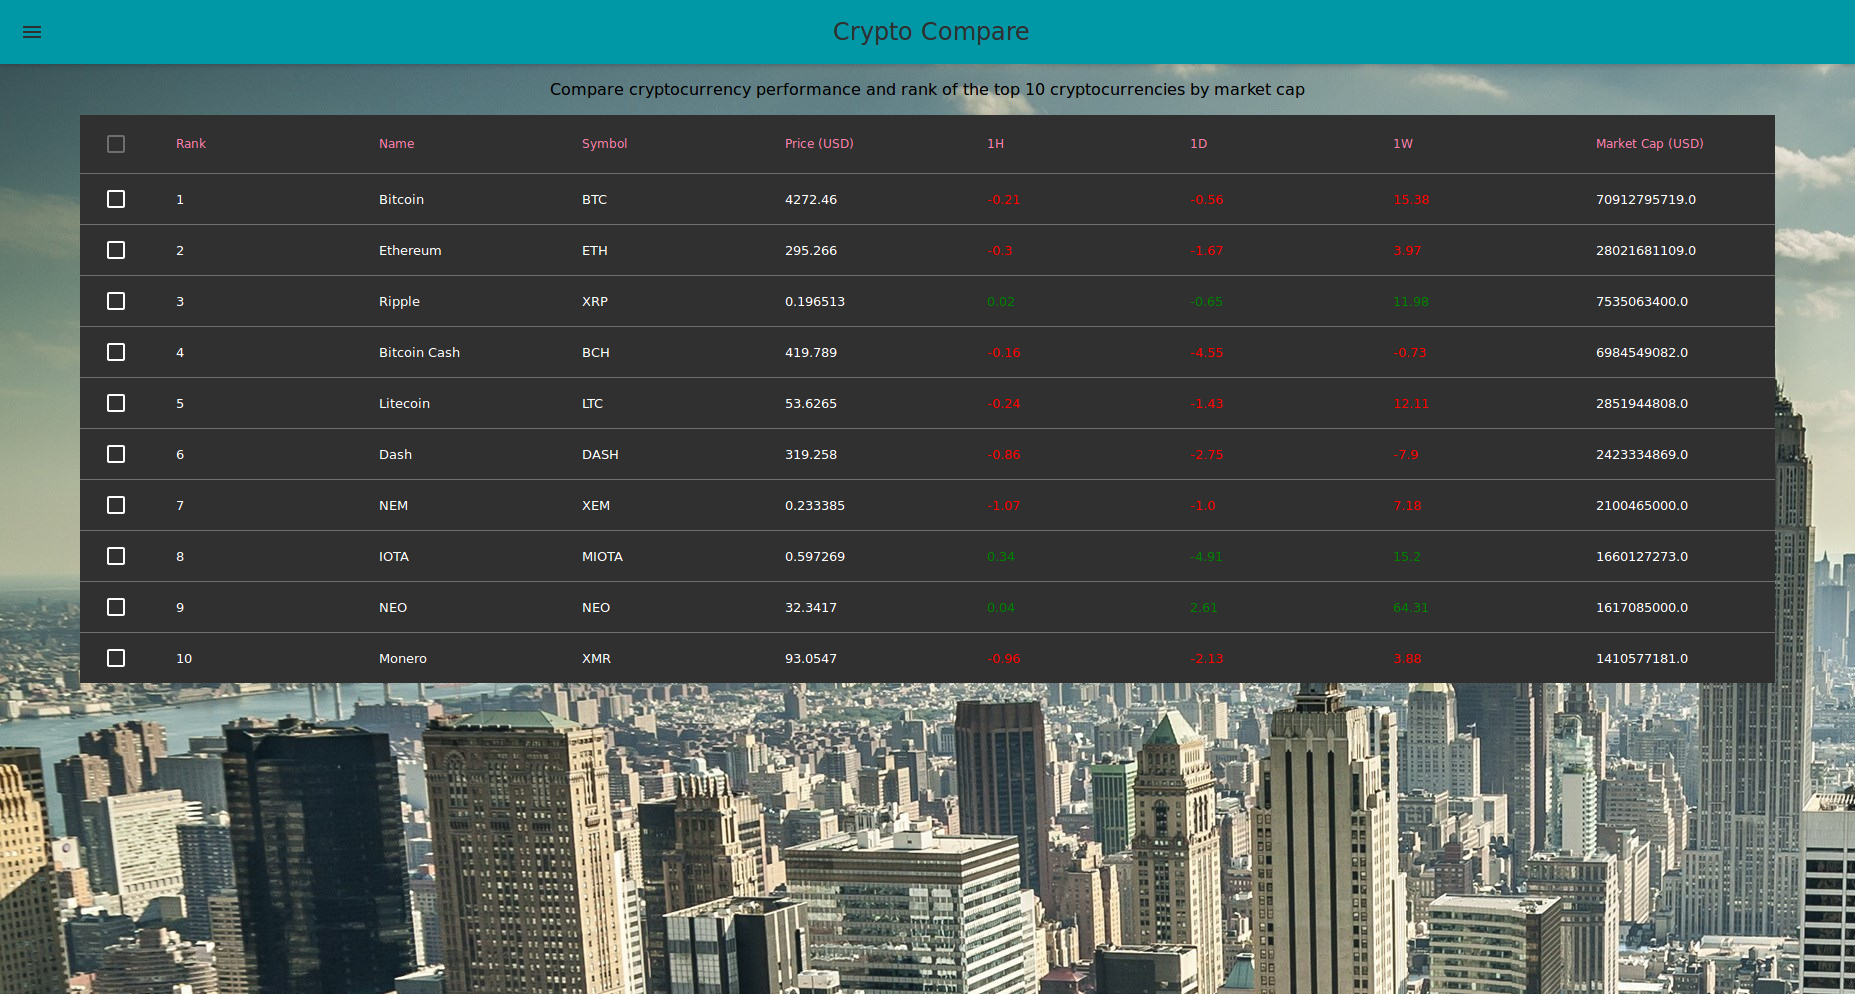 Crypto Compare
Compare cryptocurrency performance and rank of the top 10 cryptocurrencies by market cap
Rank Name Symbol Price (USD) 1H 1D 1W Market Cap (USD)
1 Bitcoin BTC 4272.46 -0.21 -0.56 15.38 70912795719.0
2 Ethereum ETH 295.266 -0.3 -1.67 3.97 28021681109.0
3 Ripple XRP 0.196513 0.02 -0.65 11.98 7535063400.0
4 Bitcoin Cash BCH 419.789 -0.16 -4.55 -0.73 6984549082.0
5 Litecoin LTC 53.6265 -0.24 -1.43 12.11 2851944808.0
6 Dash DASH 319.258 -0.86 -2.75 -7.9 2423334869.0
7 NEM XEM 0.233385 -1.07 -1.0 7.18 2100465000.0
8 IOTA MIOTA 0.597269 0.34 -4.91 15.2 1660127273.0
9 NEO NEO 32.3417 0.04 2.61 64.31 1617085000.0
10 Monero XMR 93.0547 -0.96 -2.13 3.88 1410577181.0